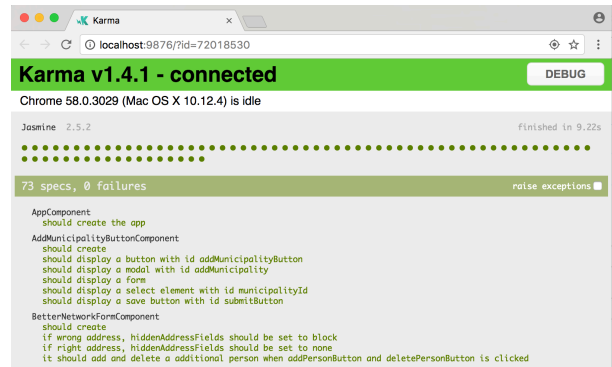 Karma
localhost:9876/?id=72018530
Karma v1.4.1 - connected
DEBUG
Chrome 58.0.3029 (Mac OS X 10.12.4) is idle
Jasmine 2.5.2
finished in 9.22s
73 specs, 0 failures
raise exceptions
AppComponent
should create the app
AddMunicipalityButtonComponent
should create
should display a button with id addMunicipalityButton
should display a modal with id addMunicipality
should display a form
should display a select element with id municipalityId
should display a save button with id submitButton
BetterNetworkFormComponent
should create
if wrong address, hiddenAddressFields should be set to block
if right address, hiddenAddressFields should be set to none
it should add and delete a additional person when addPersonButton and deletePersonButton is clicked